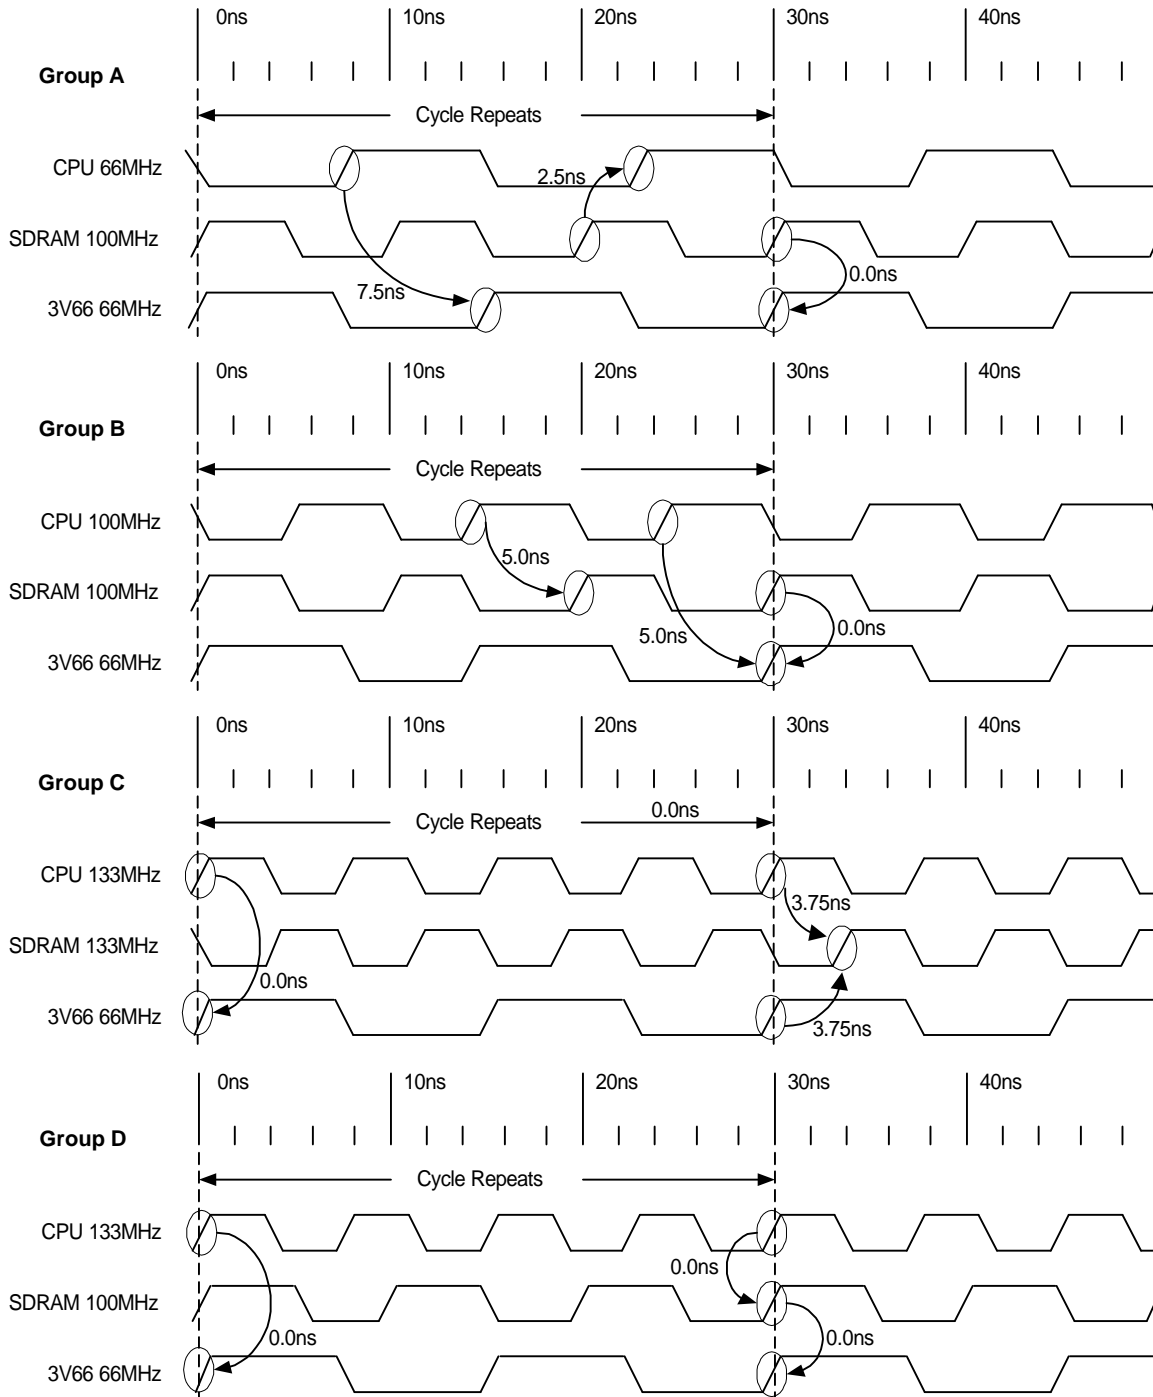 0ns 10ns 20ns 30ns 40ns
Group A
Cycle Repeats
CPU 66MHz
2.5ns
SDRAM 100MHz
0.0ns
7.5ns
3V66 66MHz
0ns 10ns 20ns 30ns 40ns
Group B
Cycle Repeats
CPU 100MHz
5.0ns
SDRAM 100MHz
5.0ns
0.0ns
3V66 66MHz
0ns 10ns 20ns 30ns 40ns
Group C
Cycle Repeats
0.0ns
CPU 133MHz
3.75ns
SDRAM 133MHz
0.0ns
3V66 66MHz
3.75ns
0ns 10ns 20ns 30ns 40ns
Group D
Cycle Repeats
CPU 133MHz
0.0ns
SDRAM 100MHz
0.0ns
0.0ns
3V66 66MHz